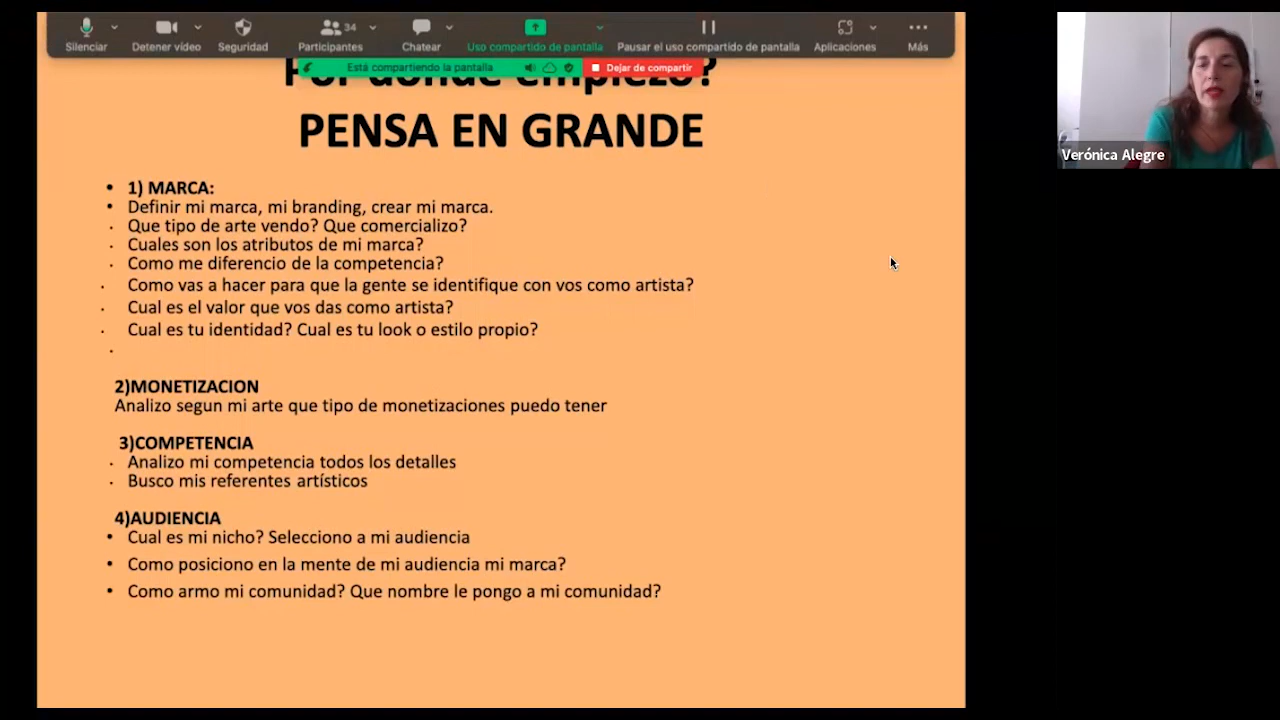 Silenciar
Detener vídeo
Seguridad
Participantes
34
Chatear
Uso compartido de pantalla
Pausar el uso compartido de pantalla
Aplicaciones
Más
Está compartiendo la pantalla
Dejar de compartir
Por donde empiezo?
PENSA EN GRANDE
1) MARCA:
Definir mi marca, mi branding, crear mi marca.
Que tipo de arte vendo? Que comercializo?
Cuales son los atributos de mi marca?
Como me diferencio de la competencia?
Como vas a hacer para que la gente se identifique con vos como artista?
Cual es el valor que vos das como artista?
Cual es tu identidad? Cual es tu look o estilo propio?
2)MONETIZACION
Analizo segun mi arte que tipo de monetizaciones puedo tener
3)COMPETENCIA
Analizo mi competencia todos los detalles
Busco mis referentes artísticos
4)AUDIENCIA
Cual es mi nicho? Selecciono a mi audiencia
Como posiciono en la mente de mi audiencia mi marca?
Como armo mi comunidad? Que nombre le pongo a mi comunidad?
Verónica Alegre